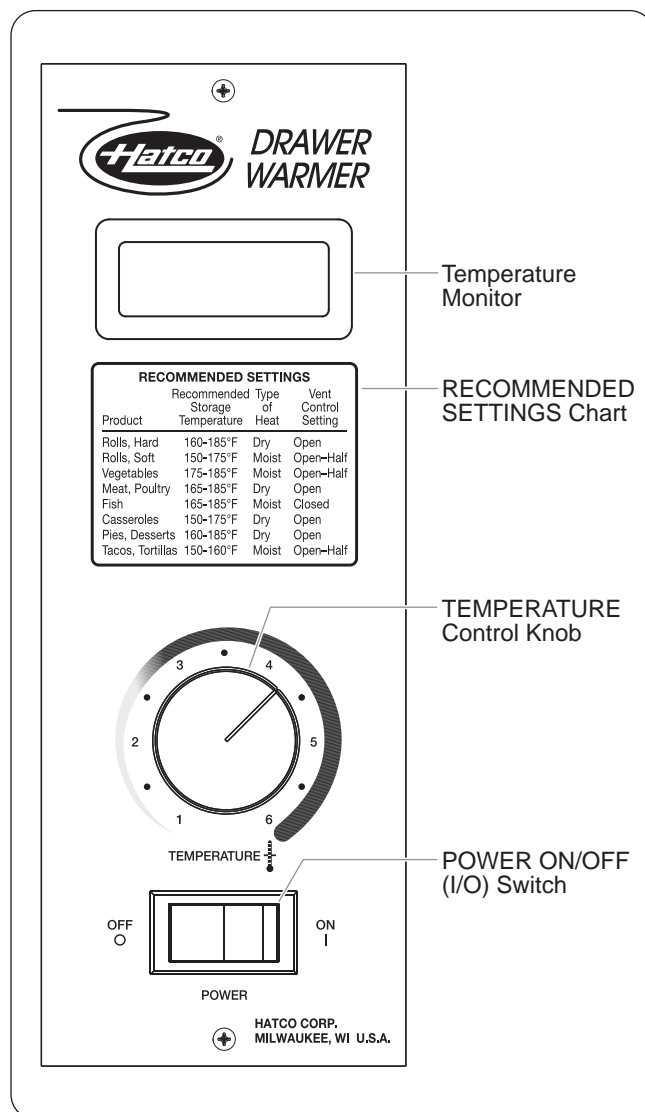 Hatco®
DRAWER
WARMER
Temperature
Monitor
RECOMMENDED SETTINGS
Product Recommended Storage Temperature Type of Heat Vent Control Setting
Rolls, Hard 160-185°F Dry Open
Rolls, Soft 150-175°F Moist Open–Half
Vegetables 175-185°F Moist Open–Half
Meat, Poultry 165-185°F Dry Open
Fish 165-185°F Moist Closed
Casseroles 150-175°F Dry Open
Pies, Desserts 160-185°F Dry Open
Tacos, Tortillas 150-160°F Moist Open–Half
RECOMMENDED
SETTINGS Chart
TEMPERATURE
Control Knob
1
2
3
4
5
6
TEMPERATURE
POWER ON/OFF
(I/O) Switch
OFF
O
ON
I
POWER
HATCO CORP.
MILWAUKEE, WI U.S.A.